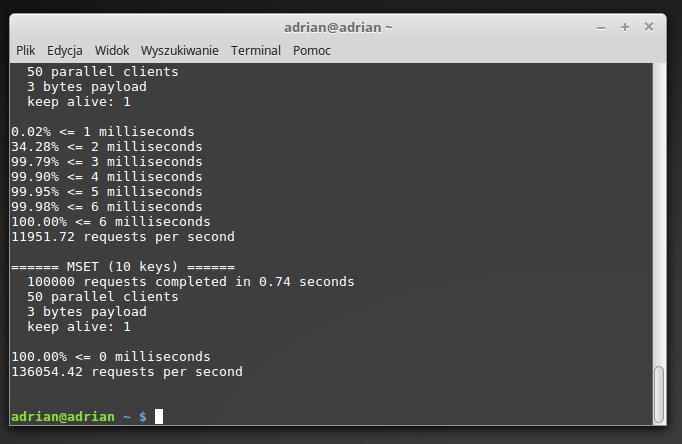 adrian@adrian ~
Plik Edycja Widok Wyszukiwanie Terminal Pomoc
50 parallel clients
3 bytes payload
keep alive: 1
0.02% <= 1 milliseconds
34.28% <= 2 milliseconds
99.79% <= 3 milliseconds
99.90% <= 4 milliseconds
99.95% <= 5 milliseconds
99.98% <= 6 milliseconds
100.00% <= 6 milliseconds
11951.72 requests per second
====== MSET (10 keys) ======
100000 requests completed in 0.74 seconds
50 parallel clients
3 bytes payload
keep alive: 1
100.00% <= 0 milliseconds
136054.42 requests per second
adrian@adrian ~ $